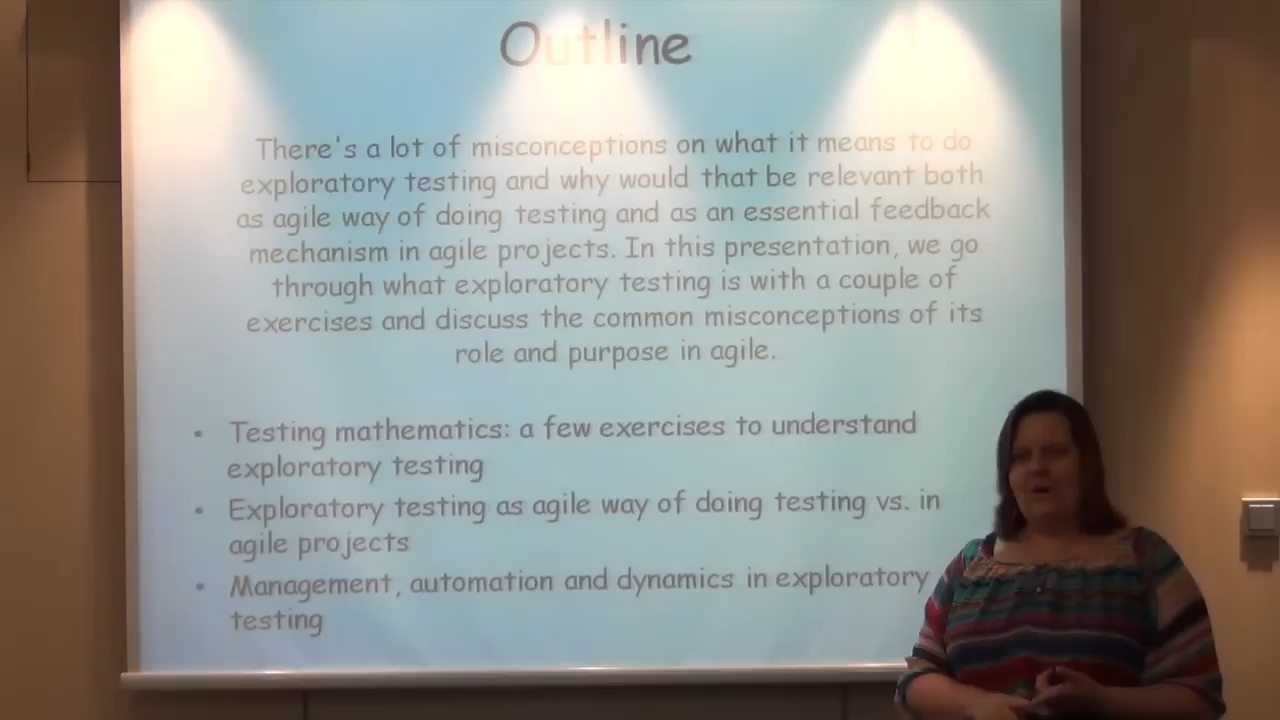 Outline
There's a lot of misconceptions on what it means to do
exploratory testing and why would that be relevant both
as agile way of doing testing and as an essential feedback
mechanism in agile projects. In this presentation, we go
through what exploratory testing is with a couple of
exercises and discuss the common misconceptions of its
role and purpose in agile.
• Testing mathematics: a few exercises to understand
exploratory testing
• Exploratory testing as agile way of doing testing vs. in
agile projects
• Management, automation and dynamics in exploratory
testing